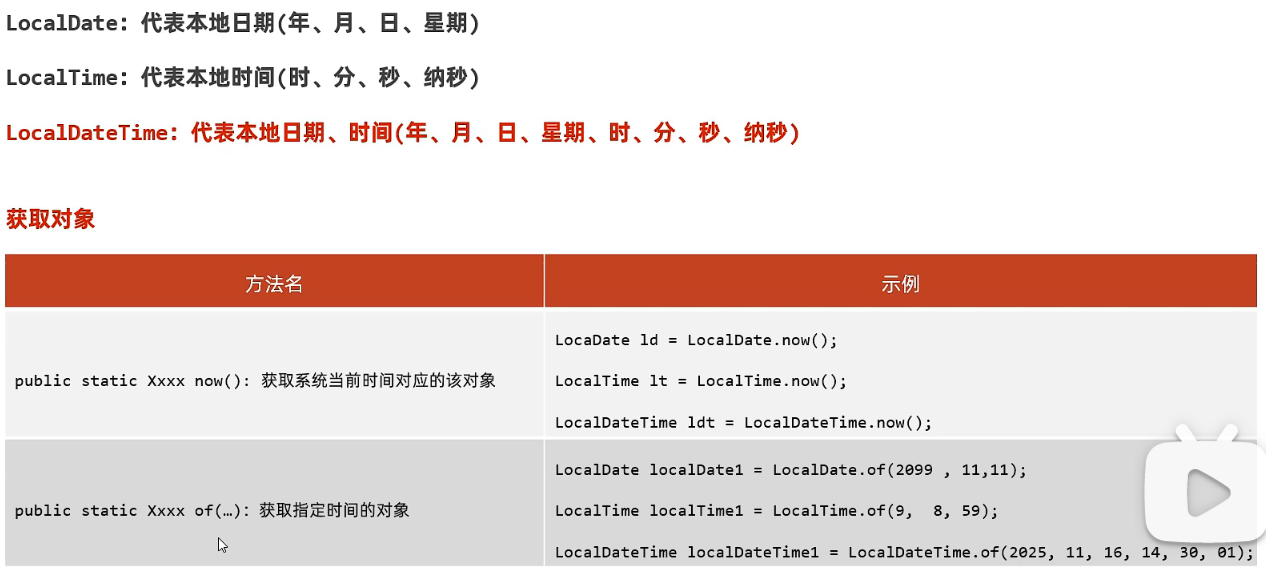 LocalDate：代表本地日期(年、月、日、星期)
LocalTime：代表本地时间(时、分、秒、纳秒)
LocalDateTime：代表本地日期、时间(年、月、日、星期、时、分、秒、纳秒)
获取对象
方法名
示例
public static Xxxx now(): 获取系统当前时间对应的该对象
LocaDate ld = LocalDate.now();
LocalTime lt = LocalTime.now();
LocalDateTime ldt = LocalDateTime.now();
public static Xxxx of(…): 获取指定时间的对象
LocalDate localDate1 = LocalDate.of(2099 , 11,11);
LocalTime localTime1 = LocalTime.of(9,  8, 59);
LocalDateTime localDateTime1 = LocalDateTime.of(2025, 11, 16, 14, 30, 01);